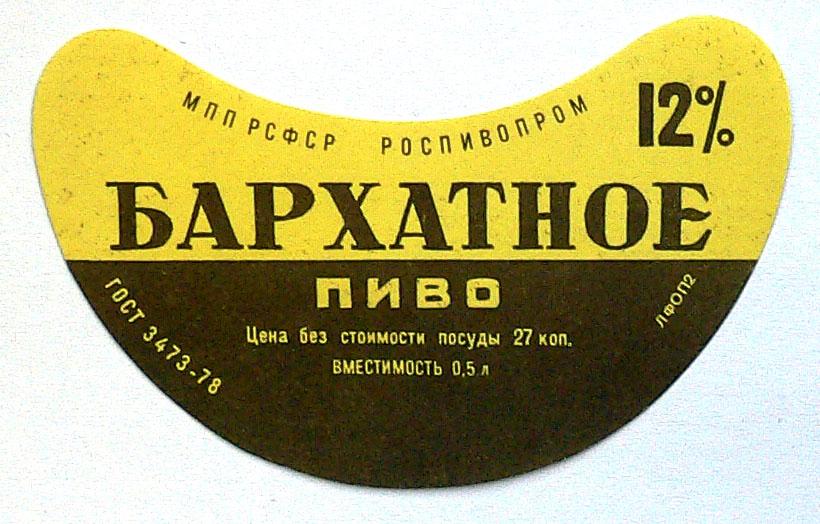 МПП РСФСР РОСПИВОПРОМ
12%
БАРХАТНОЕ
ПИВО
ГОСТ 3473-78
Цена без стоимости посуды 27 коп.
ВМЕСТИМОСТЬ 0,5 л
ЛФОП2